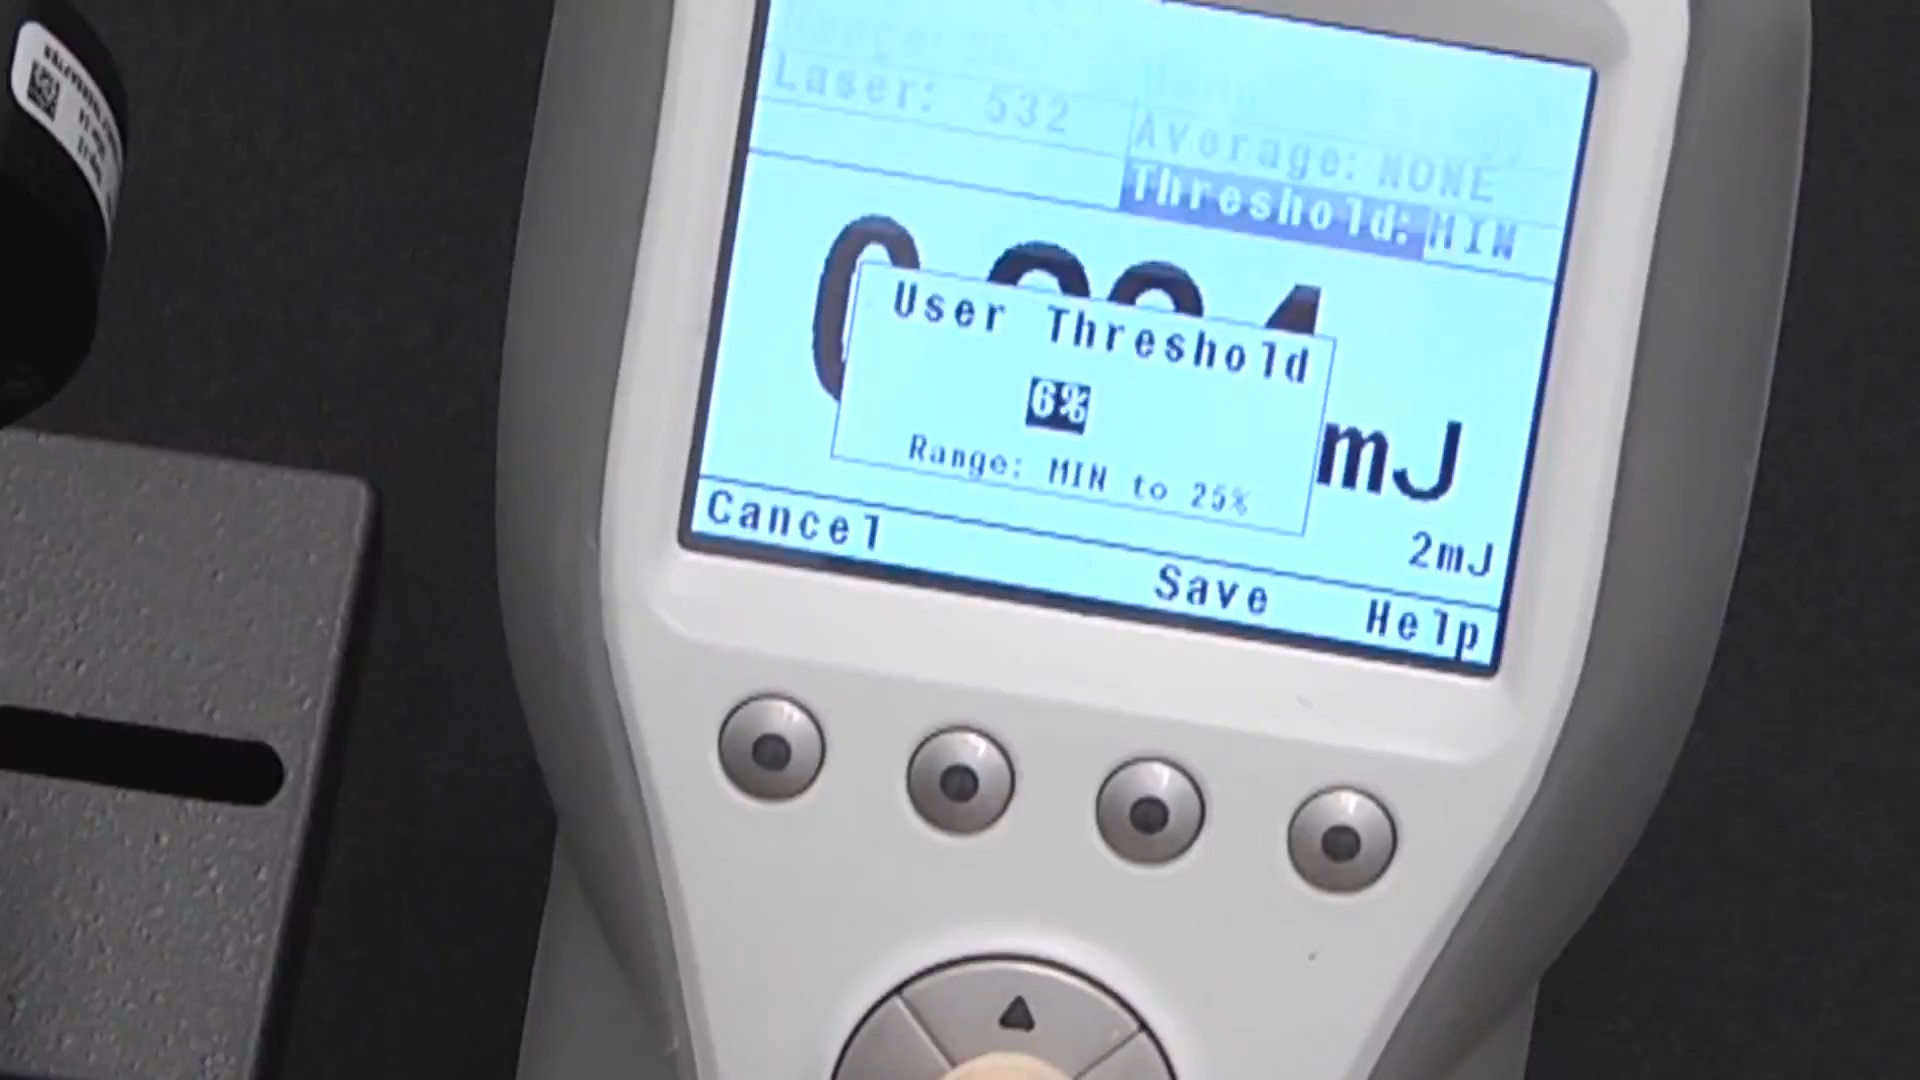 Laser: 532
Average: NONE
Threshold: MIN
User Threshold
6%
Range: MIN to 25%
mJ
2mJ
Cancel
Save
Help